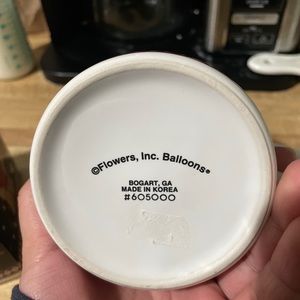 ©Flowers, Inc. Balloons®
BOGART, GA
MADE IN KOREA
#605000